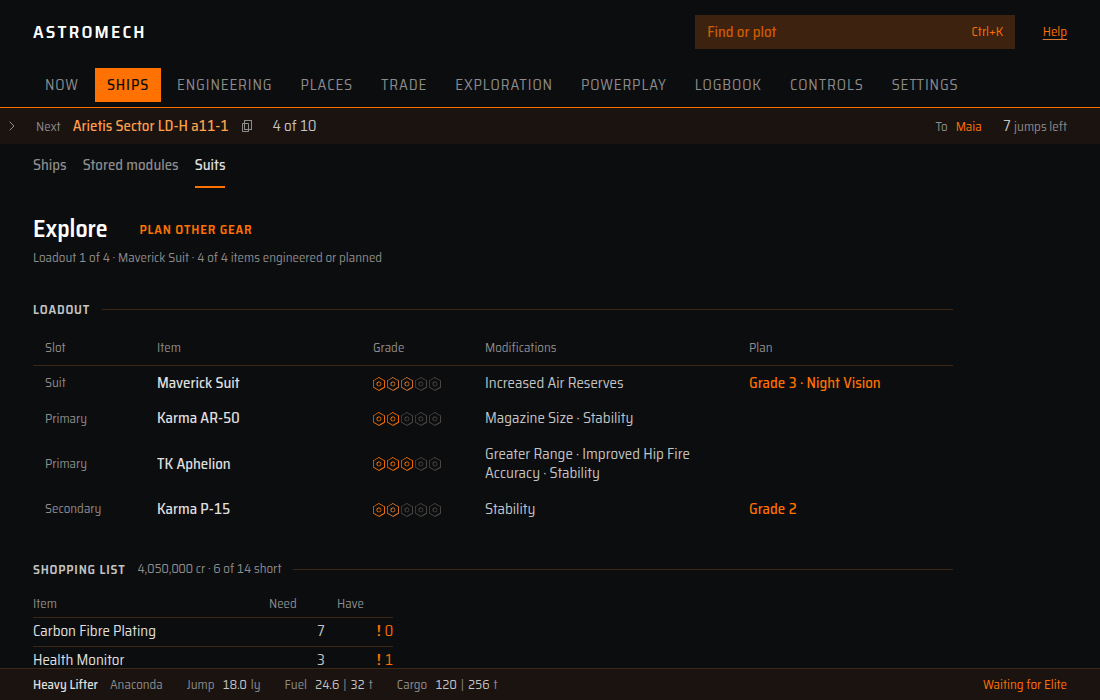 ASTROMECH
Find or plot Ctrl+K
Help
NOW SHIPS ENGINEERING PLACES TRADE EXPLORATION POWERPLAY LOGBOOK CONTROLS SETTINGS
Next Arietis Sector LD-H a11-1 4 of 10 To Maia 7 jumps left
Ships Stored modules Suits
Explore PLAN OTHER GEAR
Loadout 1 of 4 · Maverick Suit · 4 of 4 items engineered or planned
LOADOUT
Slot Item Grade Modifications Plan
Suit Maverick Suit Increased Air Reserves Grade 3 · Night Vision
Primary Karma AR-50 Magazine Size · Stability
Primary TK Aphelion Greater Range · Improved Hip Fire
Accuracy · Stability
Secondary Karma P-15 Stability Grade 2
SHOPPING LIST 4,050,000 cr · 6 of 14 short
Item Need Have
Carbon Fibre Plating 7 ! 0
Health Monitor 3 ! 1
Heavy Lifter Anaconda Jump 18.0 ly Fuel 24.6 | 32 t Cargo 120 | 256 t Waiting for Elite